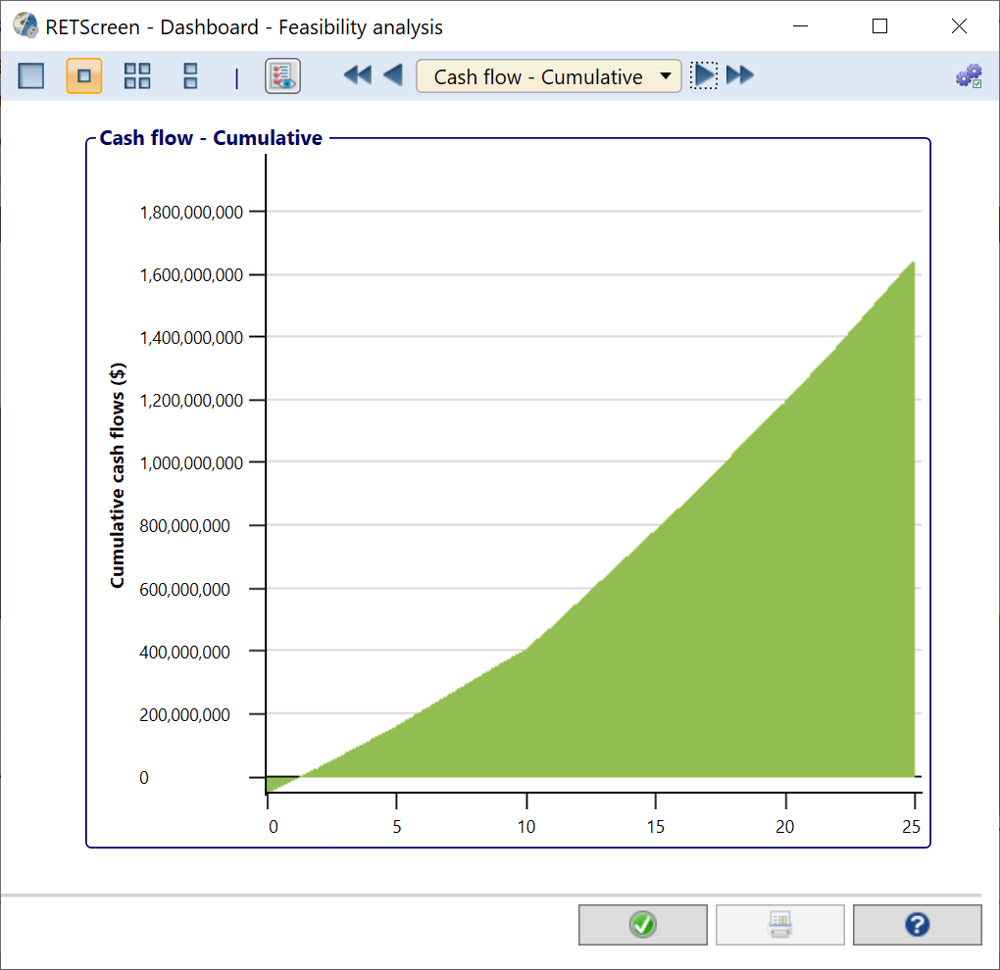 RETScreen - Dashboard - Feasibility analysis
Cash flow - Cumulative
Cash flow - Cumulative
Cumulative cash flows ($)
1,800,000,000
1,600,000,000
1,400,000,000
1,200,000,000
1,000,000,000
800,000,000
600,000,000
400,000,000
200,000,000
0
0 5 10 15 20 25